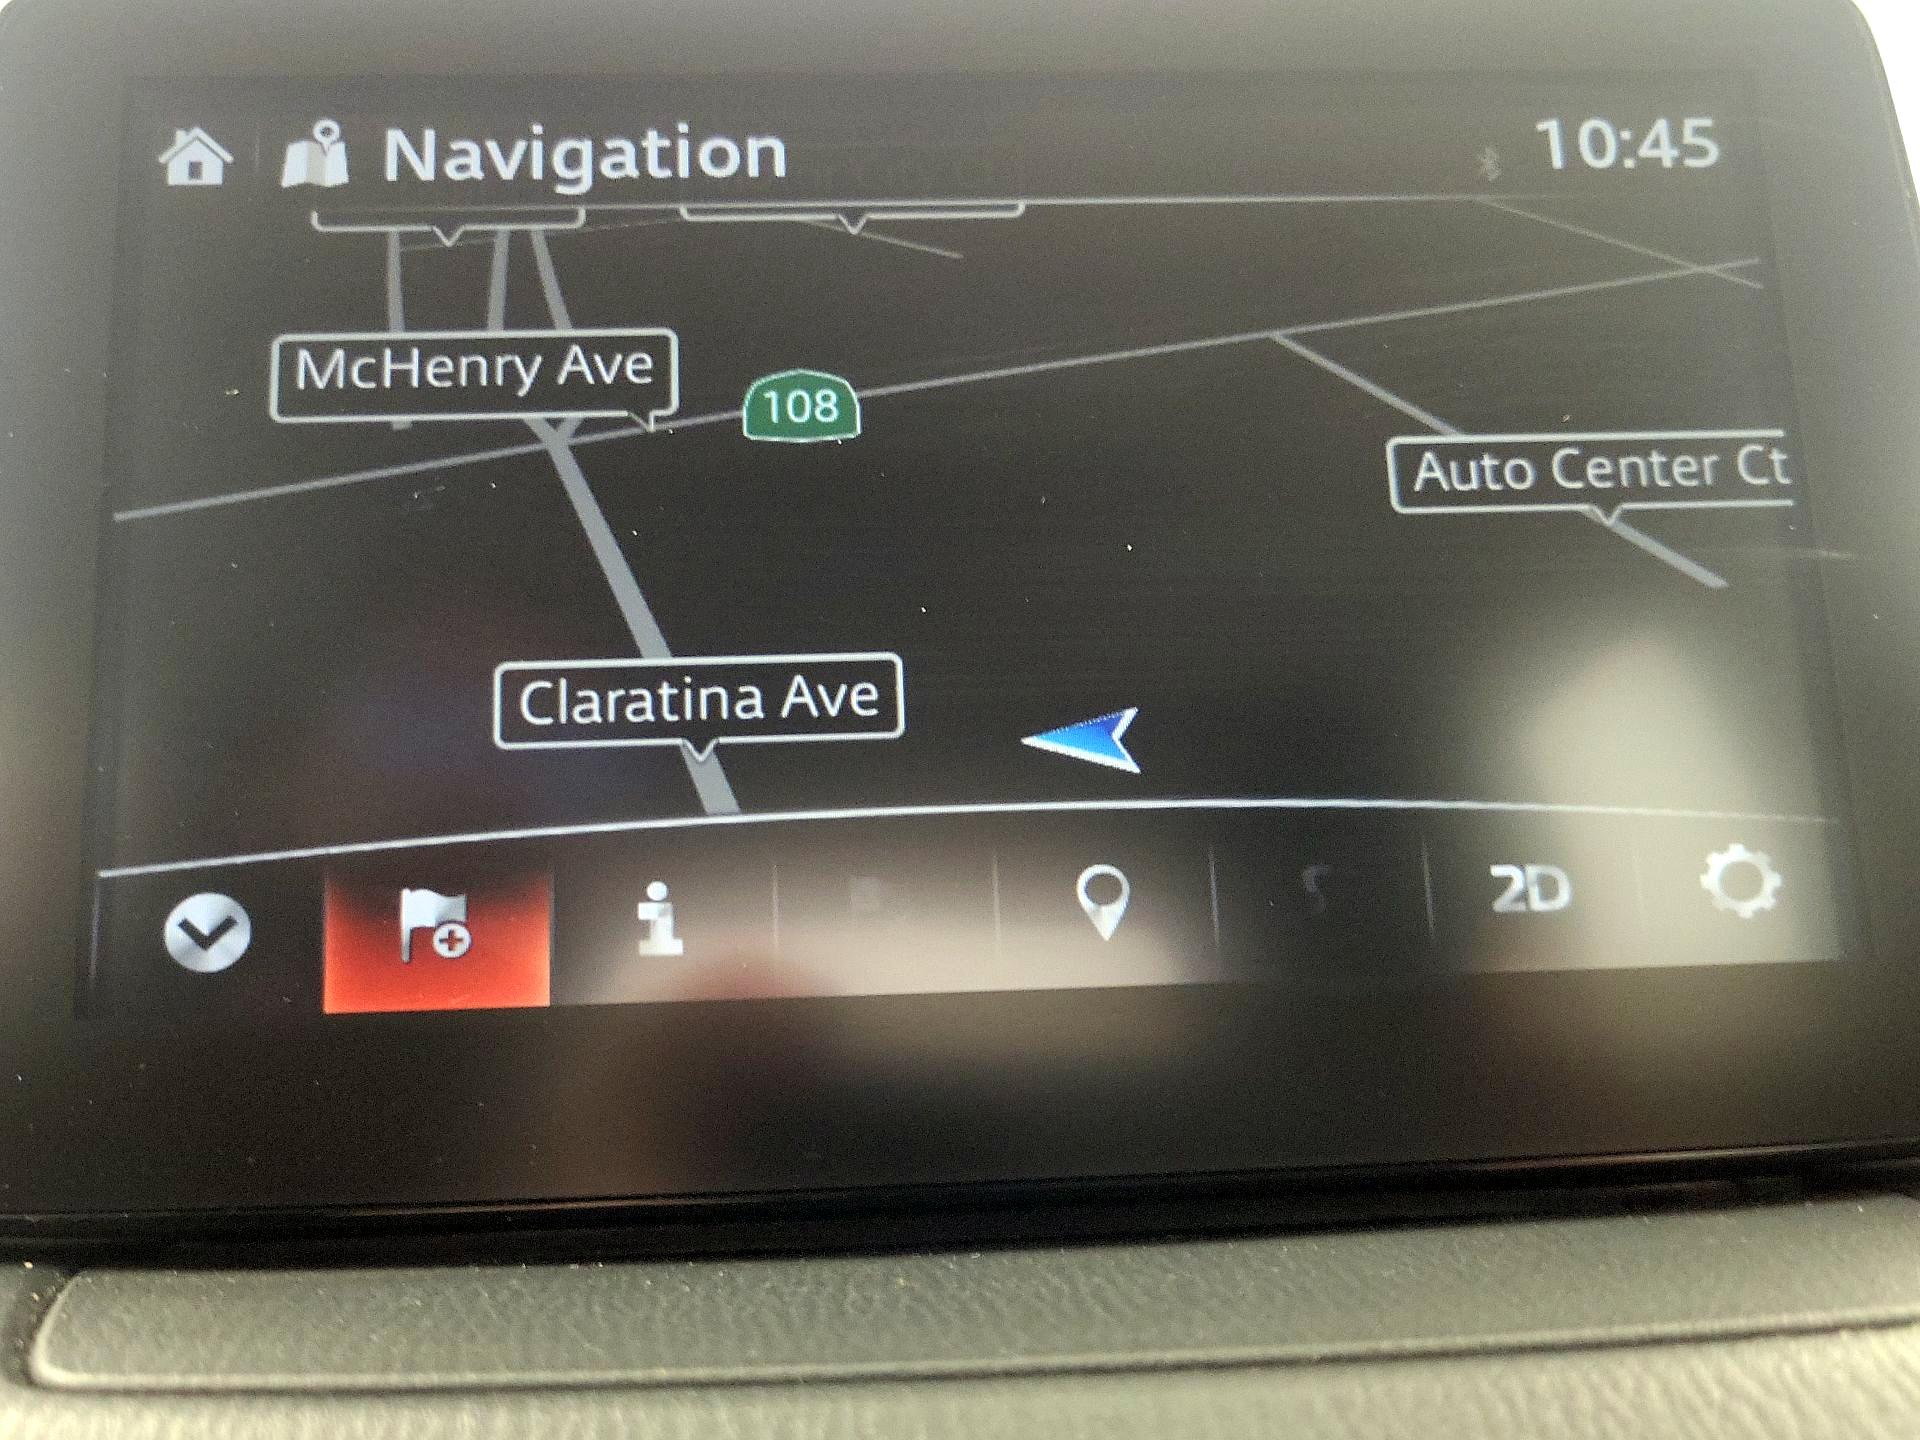 Navigation
10:45
McHenry Ave
108
Auto Center Ct
Claratina Ave
2D